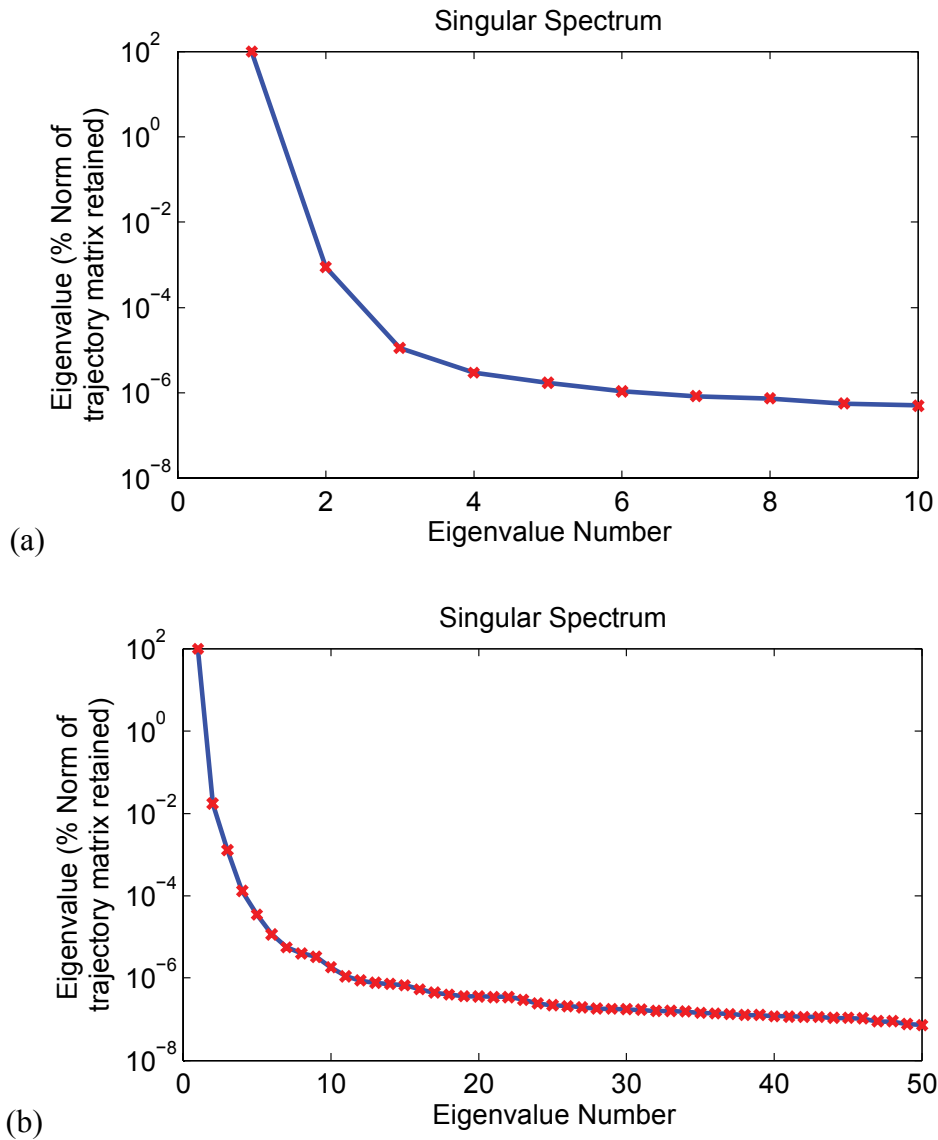 Singular Spectrum
Eigenvalue (% Norm of
trajectory matrix retained)
10^2
10^0
10^−2
10^−4
10^−6
10^−8
0 2 4 6 8 10
Eigenvalue Number
(a)
Singular Spectrum
Eigenvalue (% Norm of
trajectory matrix retained)
10^2
10^0
10^−2
10^−4
10^−6
10^−8
0 10 20 30 40 50
Eigenvalue Number
(b)